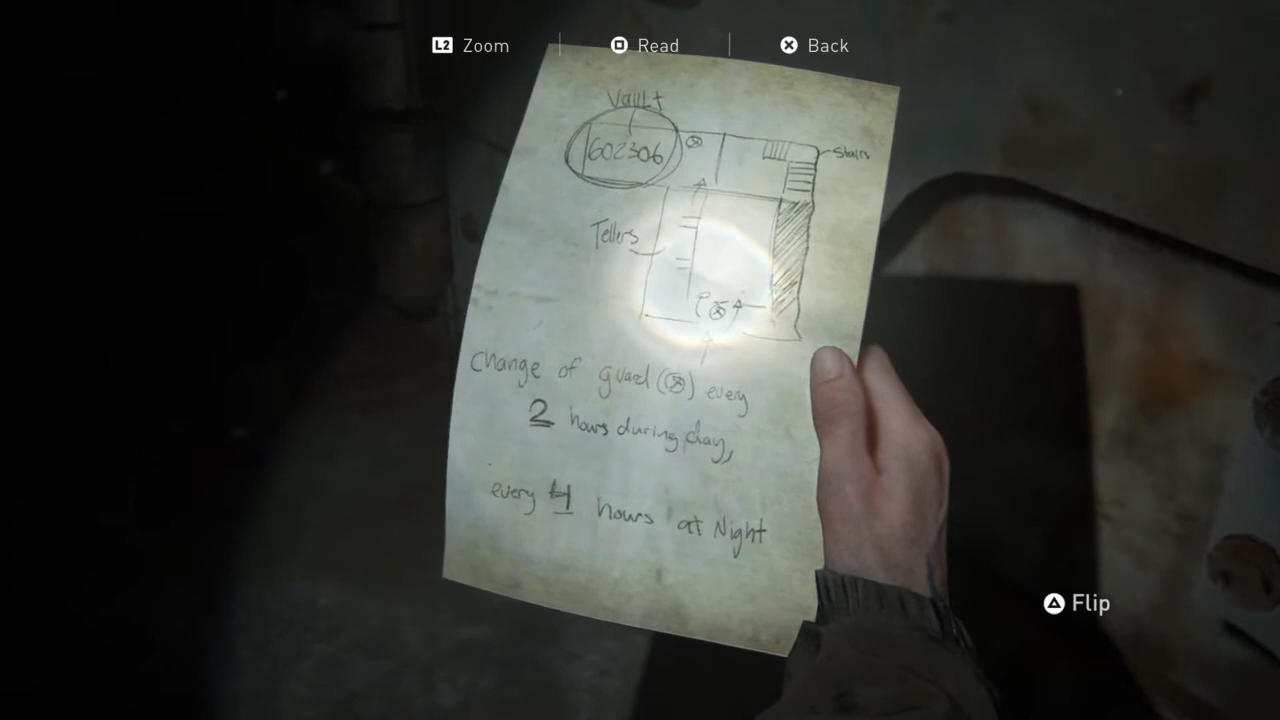 L2 Zoom
Read
Back
Vault
602306
Stairs
Tellers
Change of guard (⊗) every
2 hours during day,
every 4 hours at Night
Flip